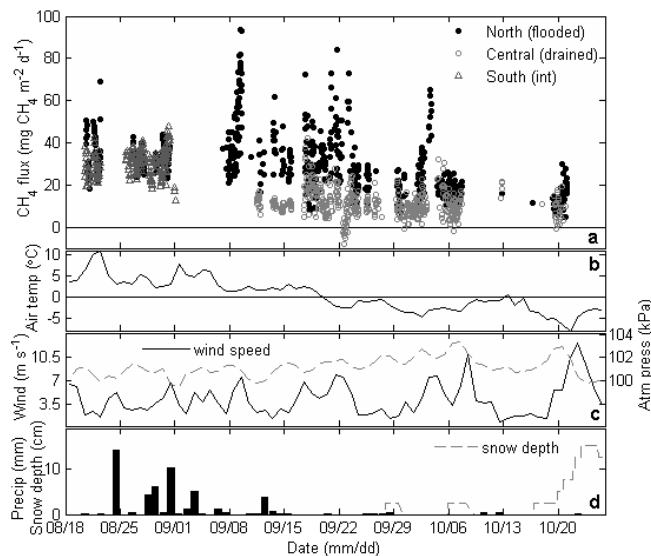 100
80
60
40
20
0
CH4 flux (mg CH4 m-2 d-1)
North (flooded)
Central (drained)
South (int)
a
10
5
0
-5
Air temp (°C)
b
10.5
7
3.5
Wind (m s-1)
wind speed
104
102
100
Atm press (kPa)
c
10
0
Precip (mm)
Snow depth (cm)
snow depth
d
08/18 08/25 09/01 09/08 09/15 09/22 09/29 10/06 10/13 10/20
Date (mm/dd)